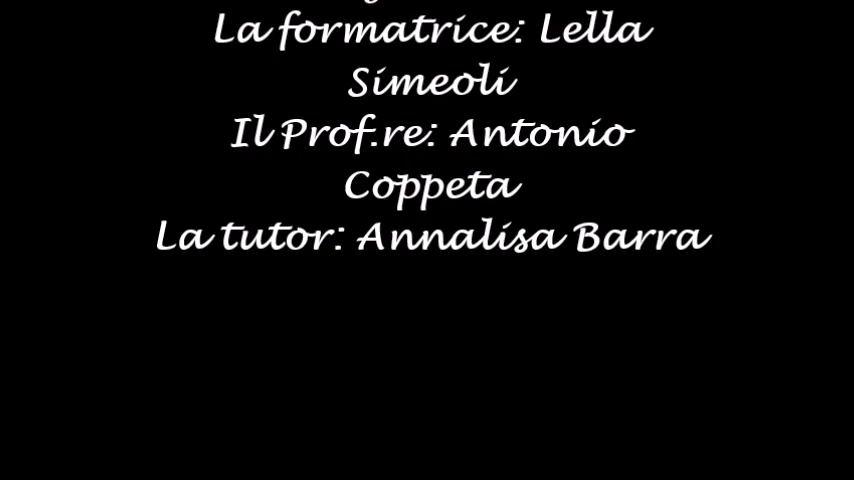 La formatrice: Lella
Simeoli
Il Prof.re: Antonio
Coppeta
La tutor: Annalisa Barra